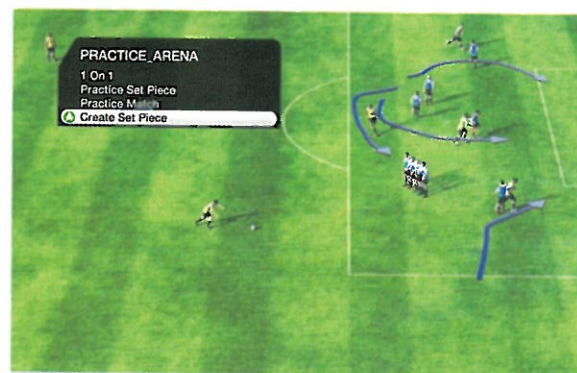 PRACTICE_ARENA
1 On 1
Practice Set Piece
Practice Match
Create Set Piece